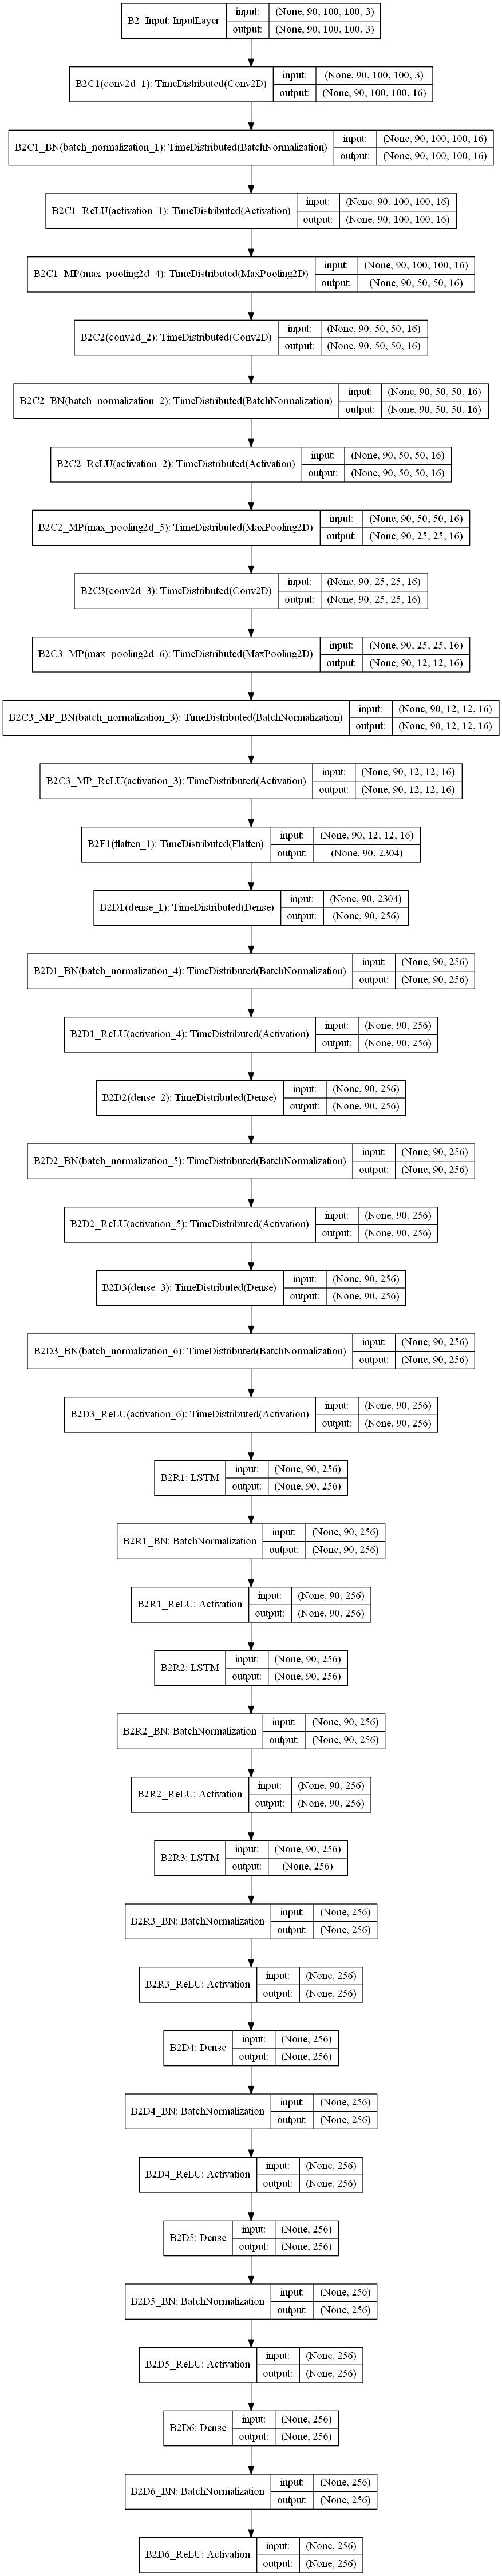 B2_Input: InputLayer
input: (None, 90, 100, 100, 3)
output: (None, 90, 100, 100, 3)
B2C1(conv2d_1): TimeDistributed(Conv2D)
input: (None, 90, 100, 100, 3)
output: (None, 90, 100, 100, 16)
B2C1_BN(batch_normalization_1): TimeDistributed(BatchNormalization)
input: (None, 90, 100, 100, 16)
output: (None, 90, 100, 100, 16)
B2C1_ReLU(activation_1): TimeDistributed(Activation)
input: (None, 90, 100, 100, 16)
output: (None, 90, 100, 100, 16)
B2C1_MP(max_pooling2d_4): TimeDistributed(MaxPooling2D)
input: (None, 90, 100, 100, 16)
output: (None, 90, 50, 50, 16)
B2C2(conv2d_2): TimeDistributed(Conv2D)
input: (None, 90, 50, 50, 16)
output: (None, 90, 50, 50, 16)
B2C2_BN(batch_normalization_2): TimeDistributed(BatchNormalization)
input: (None, 90, 50, 50, 16)
output: (None, 90, 50, 50, 16)
B2C2_ReLU(activation_2): TimeDistributed(Activation)
input: (None, 90, 50, 50, 16)
output: (None, 90, 50, 50, 16)
B2C2_MP(max_pooling2d_5): TimeDistributed(MaxPooling2D)
input: (None, 90, 50, 50, 16)
output: (None, 90, 25, 25, 16)
B2C3(conv2d_3): TimeDistributed(Conv2D)
input: (None, 90, 25, 25, 16)
output: (None, 90, 25, 25, 16)
B2C3_MP(max_pooling2d_6): TimeDistributed(MaxPooling2D)
input: (None, 90, 25, 25, 16)
output: (None, 90, 12, 12, 16)
B2C3_MP_BN(batch_normalization_3): TimeDistributed(BatchNormalization)
input: (None, 90, 12, 12, 16)
output: (None, 90, 12, 12, 16)
B2C3_MP_ReLU(activation_3): TimeDistributed(Activation)
input: (None, 90, 12, 12, 16)
output: (None, 90, 12, 12, 16)
B2F1(flatten_1): TimeDistributed(Flatten)
input: (None, 90, 12, 12, 16)
output: (None, 90, 2304)
B2D1(dense_1): TimeDistributed(Dense)
input: (None, 90, 2304)
output: (None, 90, 256)
B2D1_BN(batch_normalization_4): TimeDistributed(BatchNormalization)
input: (None, 90, 256)
output: (None, 90, 256)
B2D1_ReLU(activation_4): TimeDistributed(Activation)
input: (None, 90, 256)
output: (None, 90, 256)
B2D2(dense_2): TimeDistributed(Dense)
input: (None, 90, 256)
output: (None, 90, 256)
B2D2_BN(batch_normalization_5): TimeDistributed(BatchNormalization)
input: (None, 90, 256)
output: (None, 90, 256)
B2D2_ReLU(activation_5): TimeDistributed(Activation)
input: (None, 90, 256)
output: (None, 90, 256)
B2D3(dense_3): TimeDistributed(Dense)
input: (None, 90, 256)
output: (None, 90, 256)
B2D3_BN(batch_normalization_6): TimeDistributed(BatchNormalization)
input: (None, 90, 256)
output: (None, 90, 256)
B2D3_ReLU(activation_6): TimeDistributed(Activation)
input: (None, 90, 256)
output: (None, 90, 256)
B2R1: LSTM
input: (None, 90, 256)
output: (None, 90, 256)
B2R1_BN: BatchNormalization
input: (None, 90, 256)
output: (None, 90, 256)
B2R1_ReLU: Activation
input: (None, 90, 256)
output: (None, 90, 256)
B2R2: LSTM
input: (None, 90, 256)
output: (None, 90, 256)
B2R2_BN: BatchNormalization
input: (None, 90, 256)
output: (None, 90, 256)
B2R2_ReLU: Activation
input: (None, 90, 256)
output: (None, 90, 256)
B2R3: LSTM
input: (None, 90, 256)
output: (None, 256)
B2R3_BN: BatchNormalization
input: (None, 256)
output: (None, 256)
B2R3_ReLU: Activation
input: (None, 256)
output: (None, 256)
B2D4: Dense
input: (None, 256)
output: (None, 256)
B2D4_BN: BatchNormalization
input: (None, 256)
output: (None, 256)
B2D4_ReLU: Activation
input: (None, 256)
output: (None, 256)
B2D5: Dense
input: (None, 256)
output: (None, 256)
B2D5_BN: BatchNormalization
input: (None, 256)
output: (None, 256)
B2D5_ReLU: Activation
input: (None, 256)
output: (None, 256)
B2D6: Dense
input: (None, 256)
output: (None, 256)
B2D6_BN: BatchNormalization
input: (None, 256)
output: (None, 256)
B2D6_ReLU: Activation
input: (None, 256)
output: (None, 256)